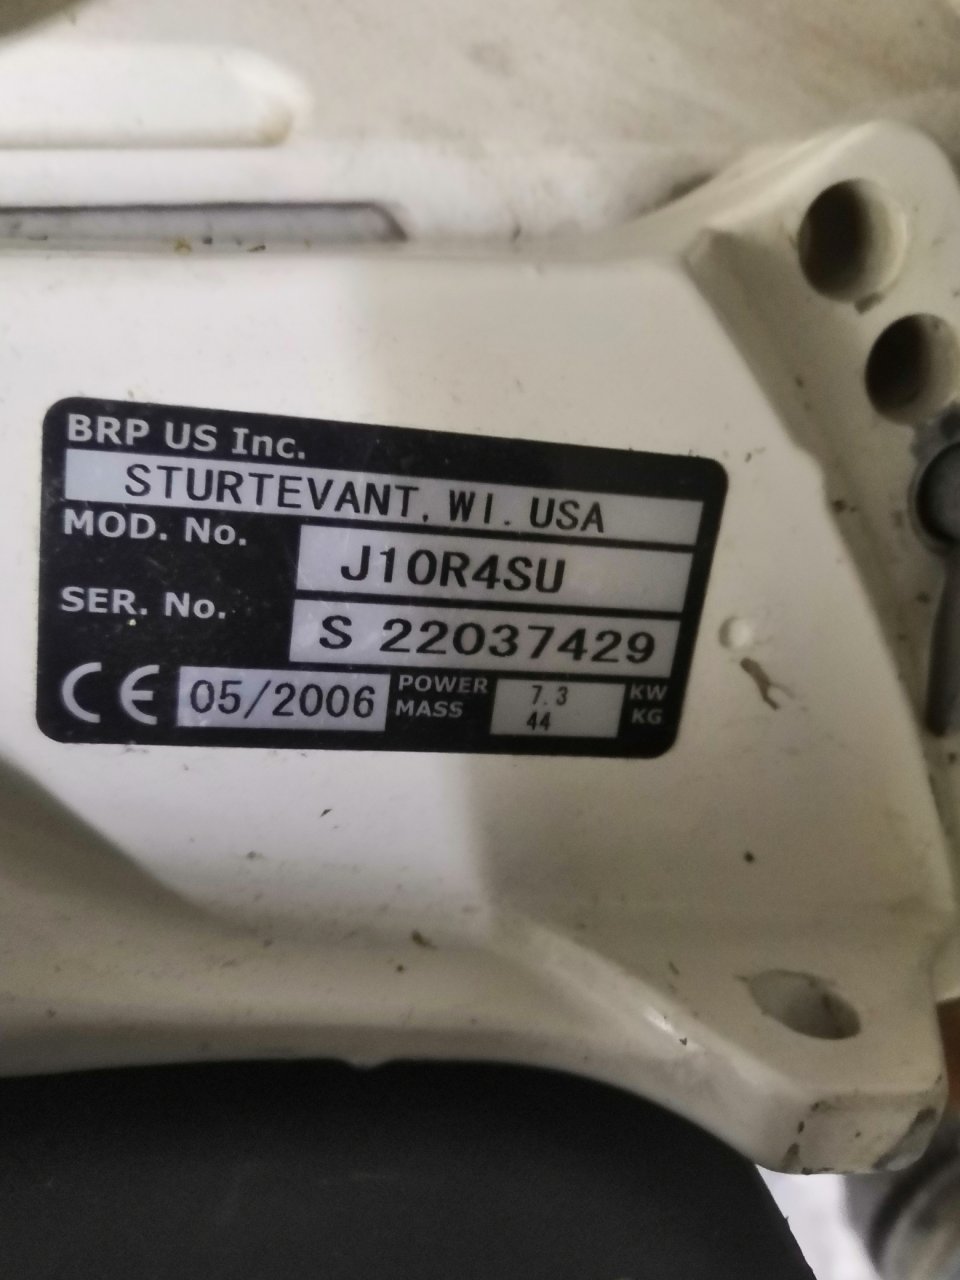 BRP US Inc.
STURTEVANT, WI. USA
MOD. No. J10R4SU
SER. No. S 22037429
CE 05/2006 POWER 7.3 KW
MASS 44 KG